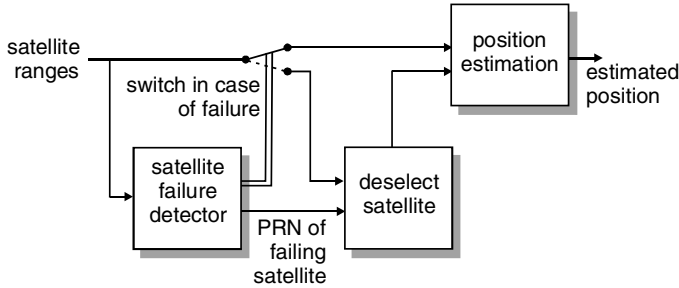 satellite
ranges
switch in case
of failure
position
estimation
estimated
position
satellite
failure
detector
deselect
satellite
PRN of
failing
satellite